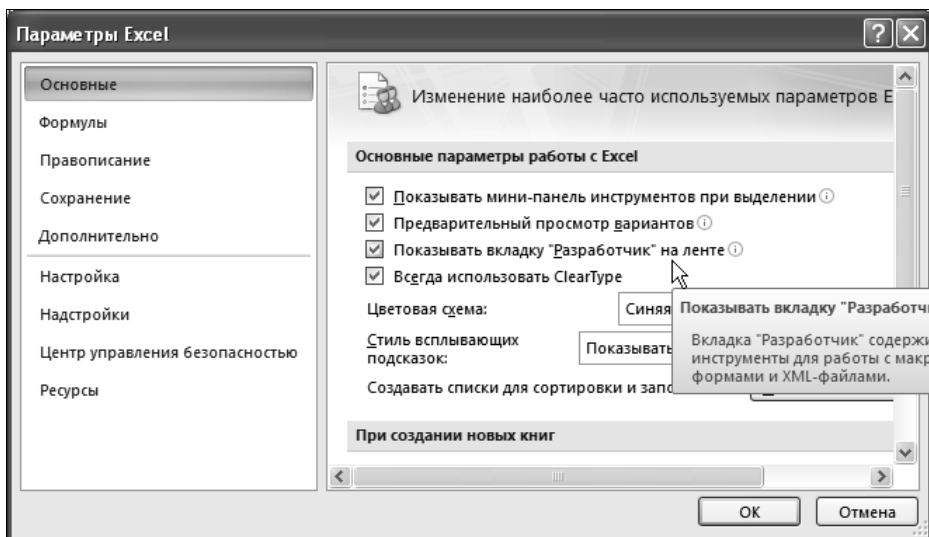 Параметры Excel
Основные
Формулы
Правописание
Сохранение
Дополнительно
Настройка
Надстройки
Центр управления безопасностью
Ресурсы
Изменение наиболее часто используемых параметров E
Основные параметры работы с Excel
Показывать мини-панель инструментов при выделении
Предварительный просмотр вариантов
Показывать вкладку "Разработчик" на ленте
Всегда использовать ClearType
Цветовая схема:
Синяя
Стиль всплывающих
подсказок:
Показывать
Создавать списки для сортировки и запо
Показывать вкладку "Разработчи
Вкладка "Разработчик" содержи
инструменты для работы с макр
формами и XML-файлами.
При создании новых книг
ОК
Отмена